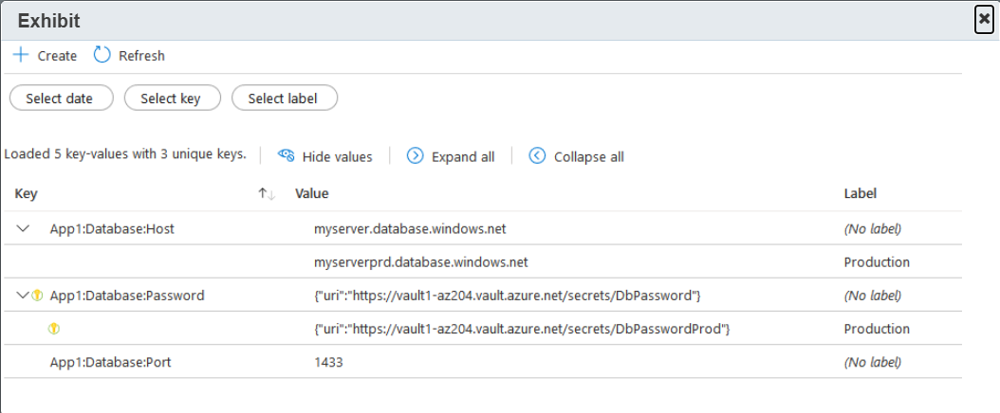 Exhibit
Create Refresh
Select date Select key Select label
Loaded 5 key-values with 3 unique keys. Hide values Expand all Collapse all
Key Value Label
App1:Database:Host myserver.database.windows.net (No label)
myserverprd.database.windows.net Production
App1:Database:Password {"uri":"https://vault1-az204.vault.azure.net/secrets/DbPassword"} (No label)
{"uri":"https://vault1-az204.vault.azure.net/secrets/DbPasswordProd"} Production
App1:Database:Port 1433 (No label)